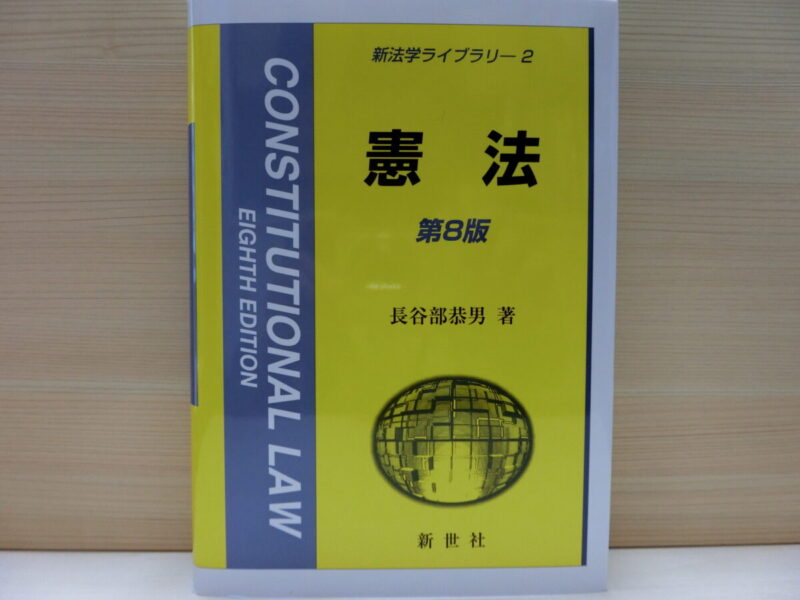 新法学ライブラリー2
憲法
第8版
長谷部恭男 著
新世社
CONSTITUTIONAL LAW
EIGHTH EDITION